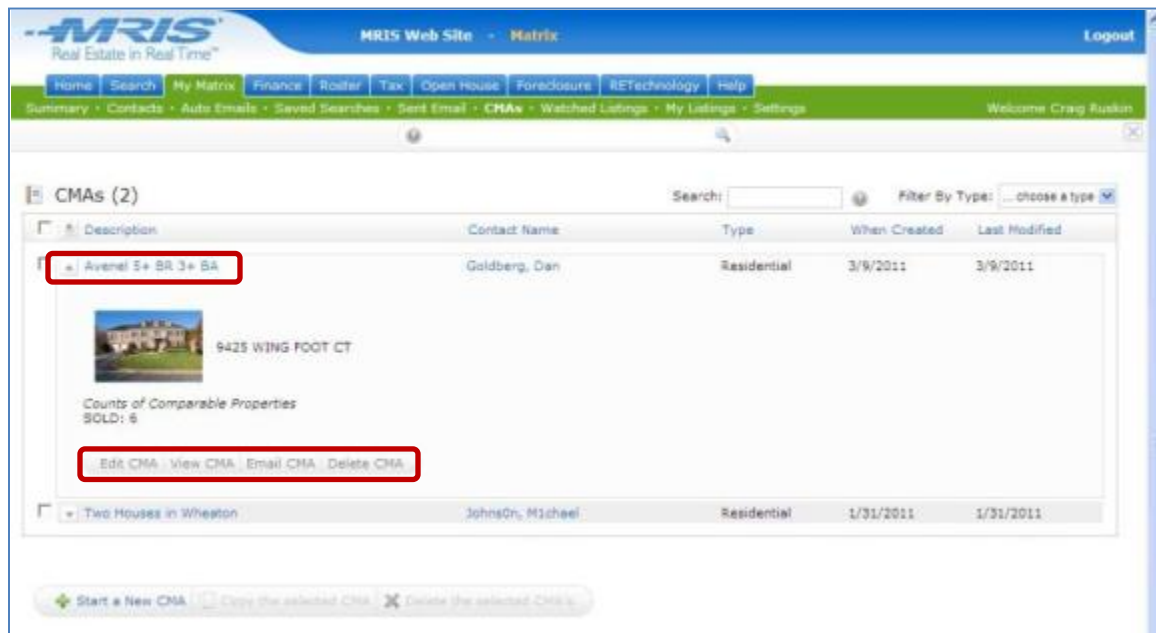 MRIS
Real Estate in Real Time™
MRIS Web Site - Matrix Logout
Home Search My Matrix Finance Roster Tax Open House Foreclosure RETechnology Help
Summary · Contacts · Auto Emails · Saved Searches · Sent Email · CMAs · Watched Listings · My Listings · Settings Welcome Craig Ruskin
CMAs (2) Search: Filter By Type: ... choose a type
Description Contact Name Type When Created Last Modified
Avenel 5+ BR 3+ BA Goldberg, Dan Residential 3/9/2011 3/9/2011
9425 WING FOOT CT
Counts of Comparable Properties
SOLD: 6
Edit CMA View CMA Email CMA Delete CMA
Two Houses in Wheaton Johns0n, M1chael Residential 1/31/2011 1/31/2011
Start a New CMA Copy the selected CMA Delete the selected CMA's